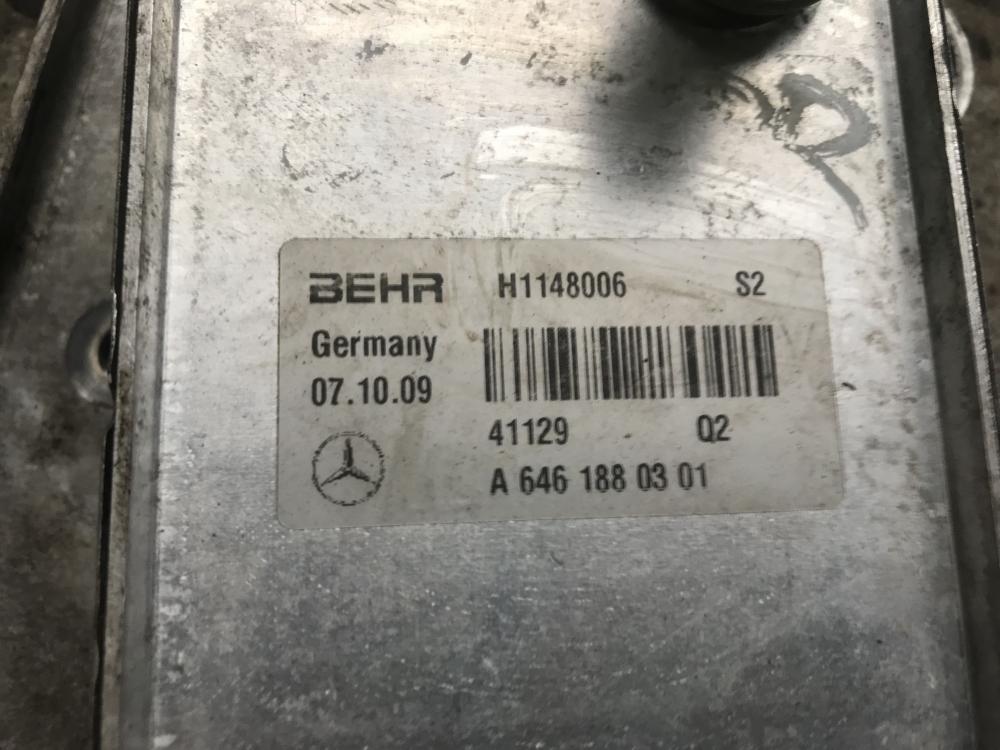 BEHR H1148006 S2
Germany
07.10.09
41129 Q2
A 646 188 03 01